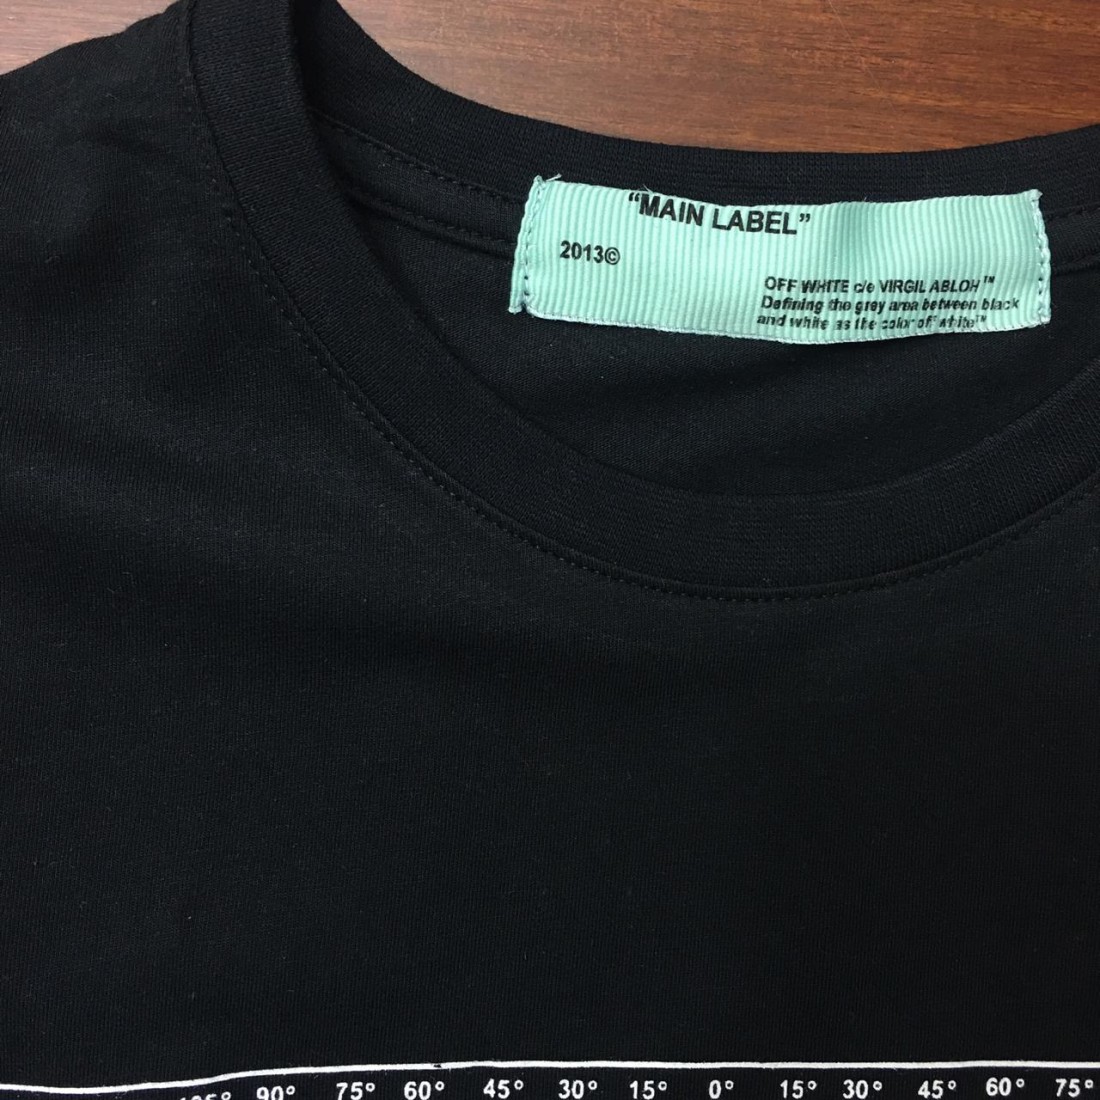 “MAIN LABEL”
2013©
OFF WHITE c/o VIRGIL ABLOH™
Defining the grey area between black
and white as the color off white™
90° 75° 60° 45° 30° 15° 0° 15° 30° 45° 60° 75°